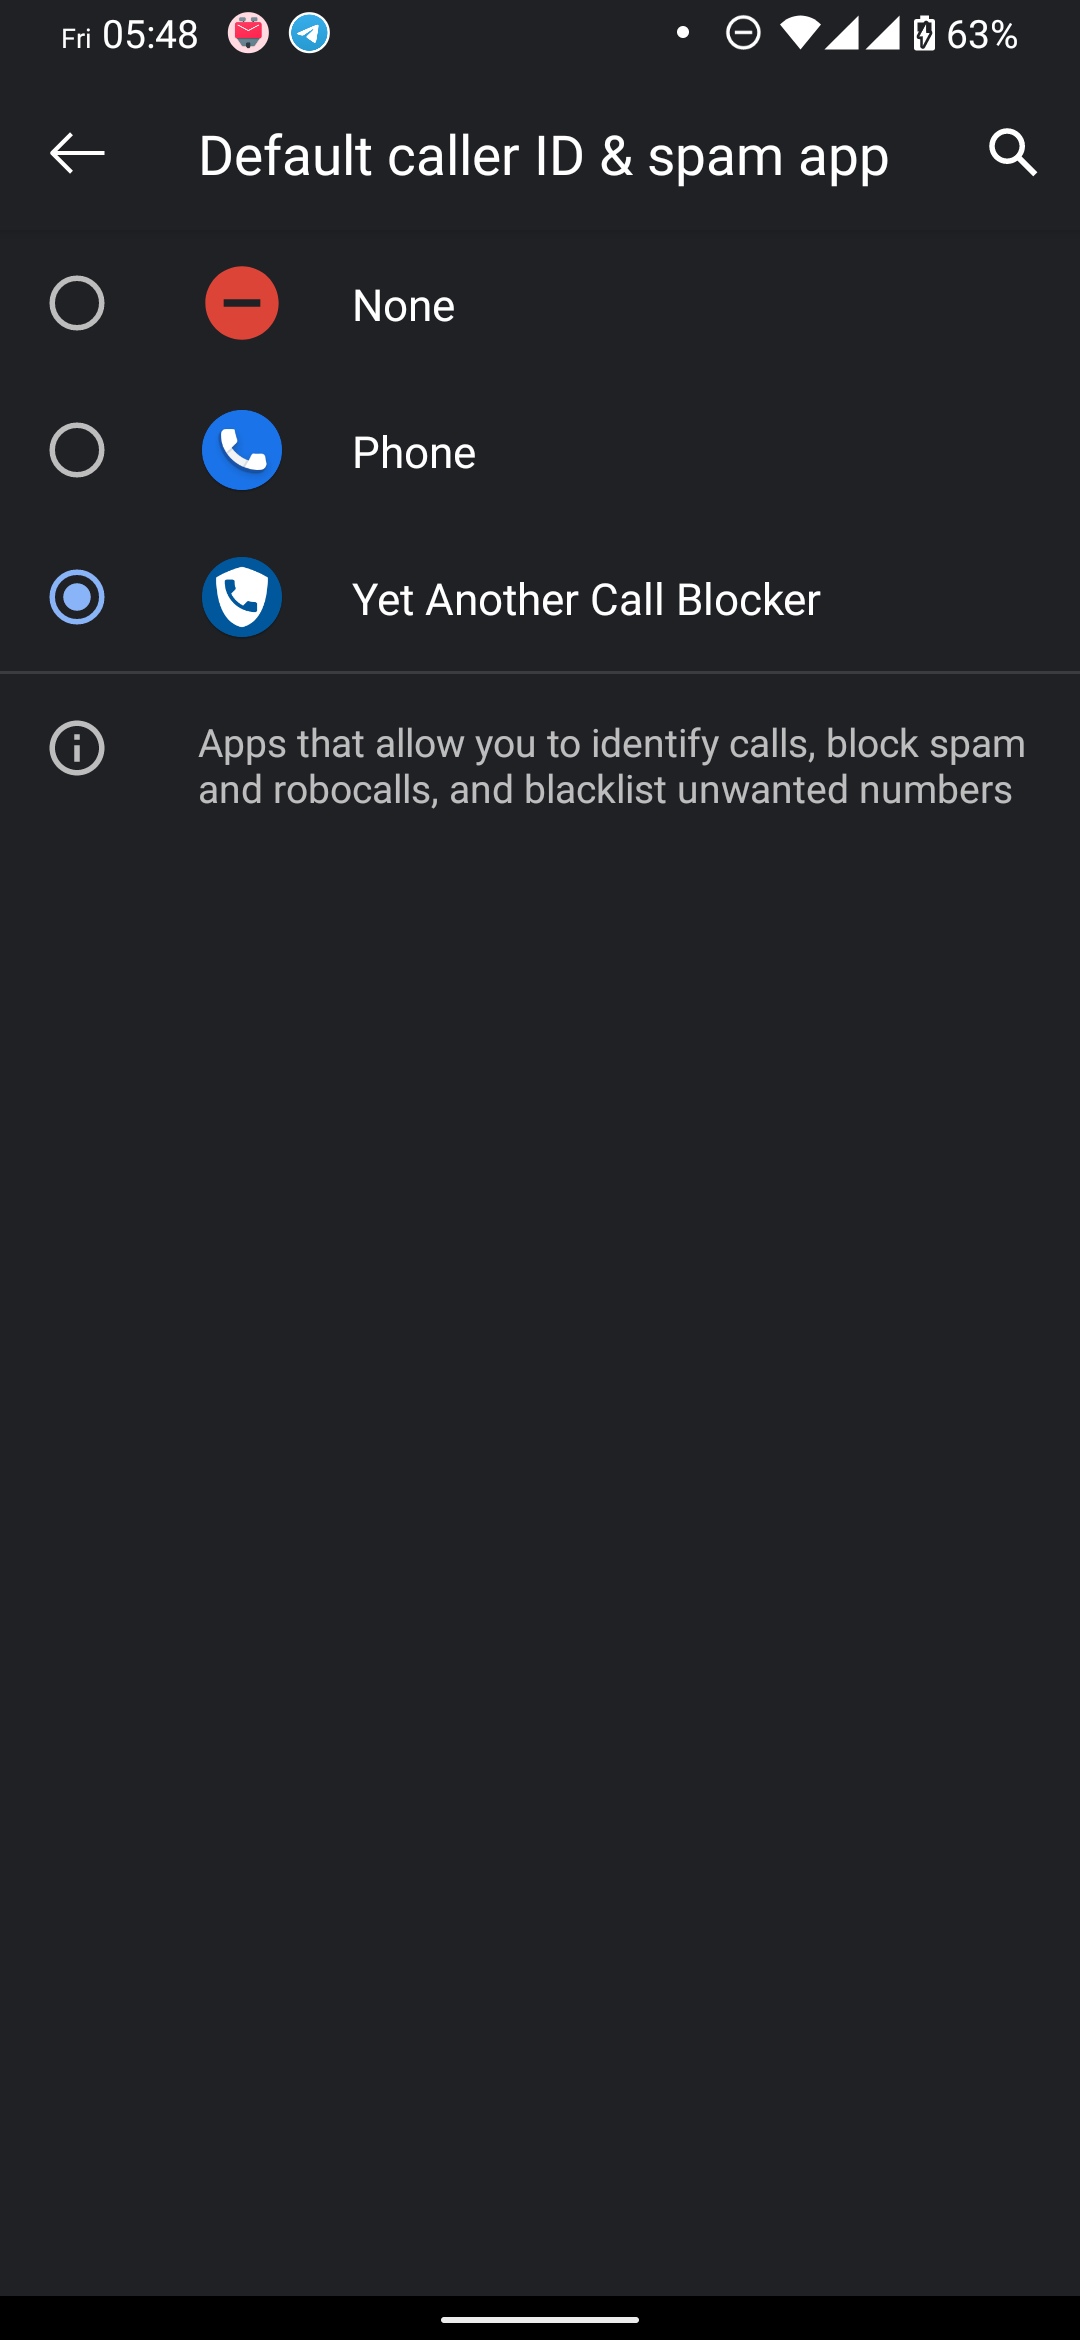 Fri 05:48 63%
Default caller ID & spam app
None
Phone
Yet Another Call Blocker
Apps that allow you to identify calls, block spam
and robocalls, and blacklist unwanted numbers